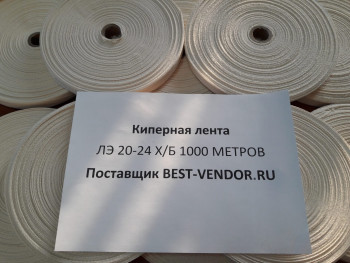 Киперная лента
ЛЭ 20-24 Х/Б 1000 МЕТРОВ
Поставщик BEST-VENDOR.RU